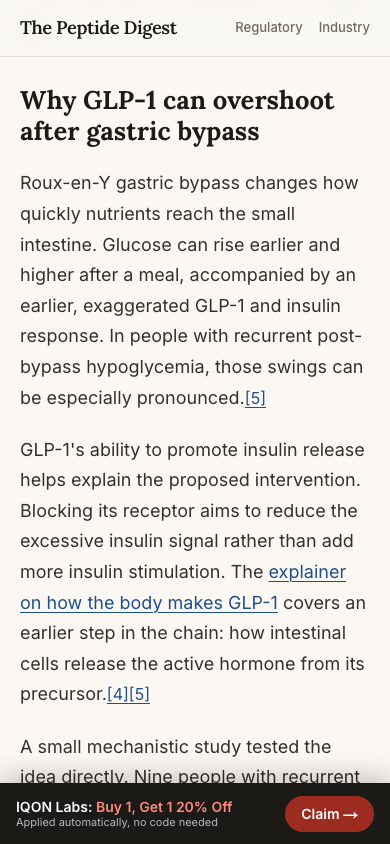 The Peptide Digest
Regulatory Industry
Why GLP-1 can overshoot
after gastric bypass
Roux-en-Y gastric bypass changes how
quickly nutrients reach the small
intestine. Glucose can rise earlier and
higher after a meal, accompanied by an
earlier, exaggerated GLP-1 and insulin
response. In people with recurrent post-
bypass hypoglycemia, those swings can
be especially pronounced.[5]
GLP-1's ability to promote insulin release
helps explain the proposed intervention.
Blocking its receptor aims to reduce the
excessive insulin signal rather than add
more insulin stimulation. The explainer
on how the body makes GLP-1 covers an
earlier step in the chain: how intestinal
cells release the active hormone from its
precursor.[4][5]
A small mechanistic study tested the
idea directly. Nine people with recurrent
IQON Labs: Buy 1, Get 1 20% Off
Applied automatically, no code needed
Claim →